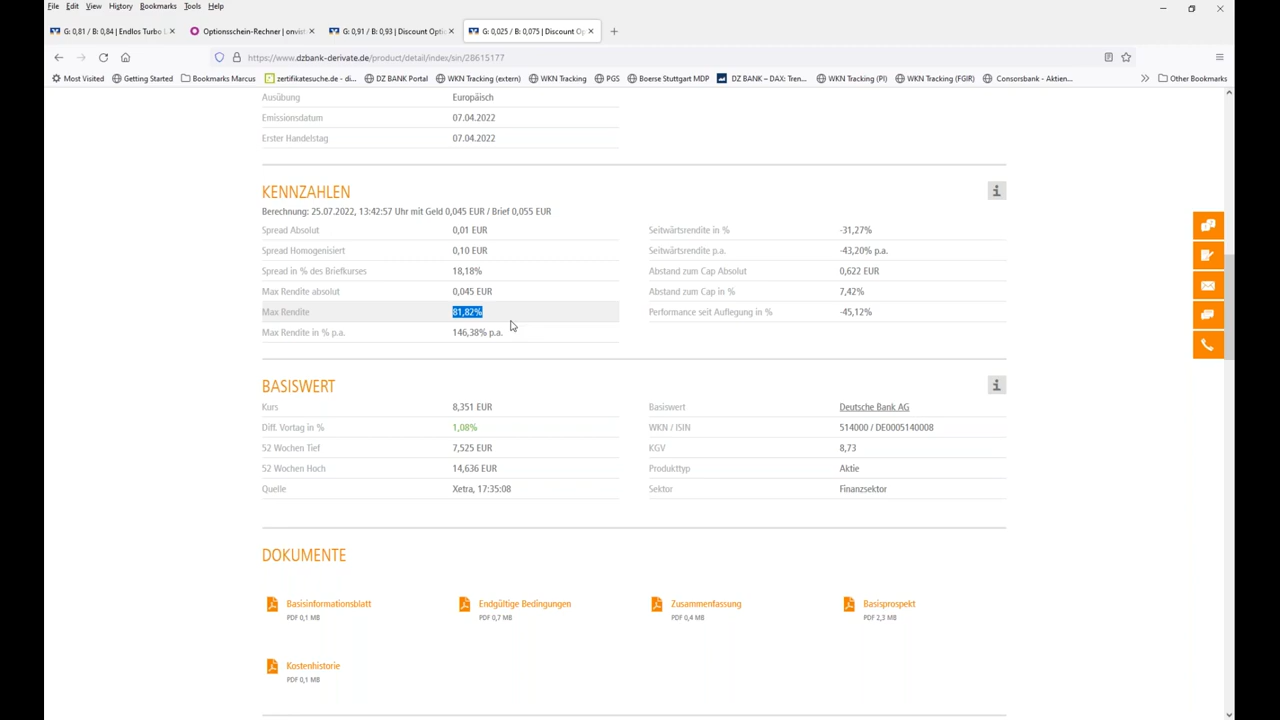 File Edit View History Bookmarks Tools Help
G: 0,81 / B: 0,84 | Endlos Turbo L
Optionsschein-Rechner | onvist
G: 0,91 / B: 0,93 | Discount Optio
G: 0,025 / B: 0,075 | Discount Op
https://www.dzbank-derivate.de/product/detail/index/sin/28615177
Most Visited Getting Started Bookmarks Marcus zertifikatesuche.de - di... DZ BANK Portal WKN Tracking (extern) WKN Tracking PGS Boerse Stuttgart MDP DZ BANK – DAX: Tren... WKN Tracking (PI) WKN Tracking (FGIR) Consorsbank - Aktien... Other Bookmarks
Ausübung Europäisch
Emissionsdatum 07.04.2022
Erster Handelstag 07.04.2022
KENNZAHLEN
Berechnung: 25.07.2022, 13:42:57 Uhr mit Geld 0,045 EUR / Brief 0,055 EUR
Spread Absolut 0,01 EUR
Spread Homogenisiert 0,10 EUR
Spread in % des Briefkurses 18,18%
Max Rendite absolut 0,045 EUR
Max Rendite 81,82%
Max Rendite in % p.a. 146,38% p.a.
Seitwärtsrendite in % -31,27%
Seitwärtsrendite p.a. -43,20% p.a.
Abstand zum Cap Absolut 0,622 EUR
Abstand zum Cap in % 7,42%
Performance seit Auflegung in % -45,12%
BASISWERT
Kurs 8,351 EUR
Diff. Vortag in % 1,08%
52 Wochen Tief 7,525 EUR
52 Wochen Hoch 14,636 EUR
Quelle Xetra, 17:35:08
Basiswert Deutsche Bank AG
WKN / ISIN 514000 / DE0005140008
KGV 8,73
Produkttyp Aktie
Sektor Finanzsektor
DOKUMENTE
Basisinformationsblatt
PDF 0,1 MB
Endgültige Bedingungen
PDF 0,7 MB
Zusammenfassung
PDF 0,4 MB
Basisprospekt
PDF 2,3 MB
Kostenhistorie
PDF 0,1 MB